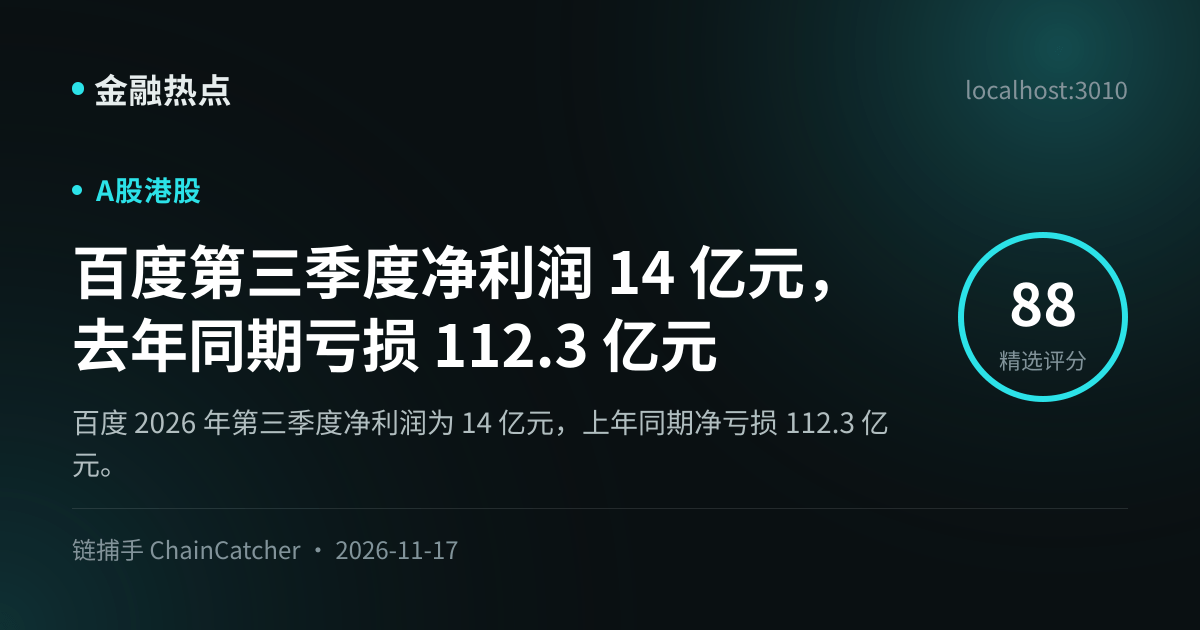 金融热点
localhost:3010
A股港股
百度第三季度净利润 14 亿元，
去年同期亏损 112.3 亿元
88
精选评分
百度 2026 年第三季度净利润为 14 亿元，上年同期净亏损 112.3 亿
元。
链捕手 ChainCatcher · 2026-11-17